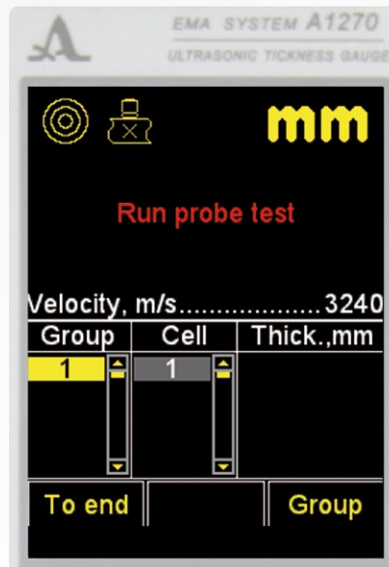 EMA SYSTEM A1270
ULTRASONIC TICKNESS GAUGE
mm
Run probe test
Velocity, m/s....................3240
Group Cell Thick.,mm
1 1
To end Group